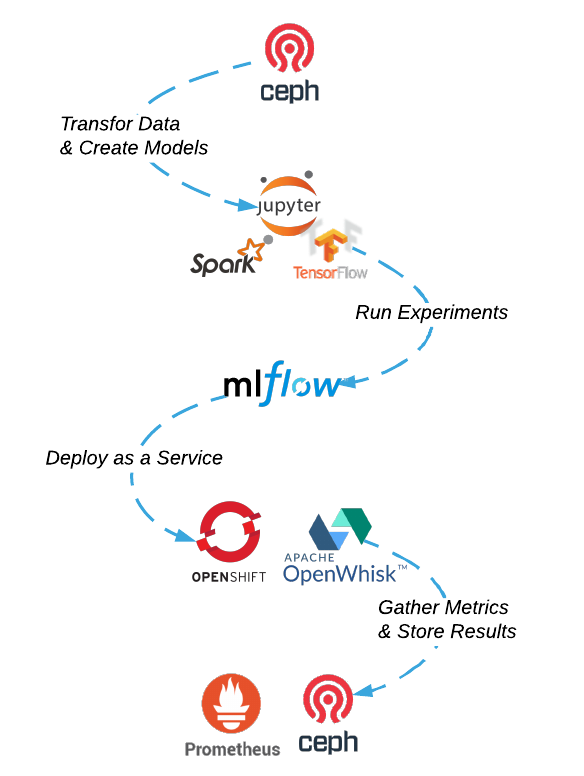 ceph
Transfor Data
& Create Models
jupyter
Spark
TensorFlow
Run Experiments
mlflow
Deploy as a Service
OPENSHIFT
APACHE
OpenWhisk™
Gather Metrics
& Store Results
Prometheus
ceph